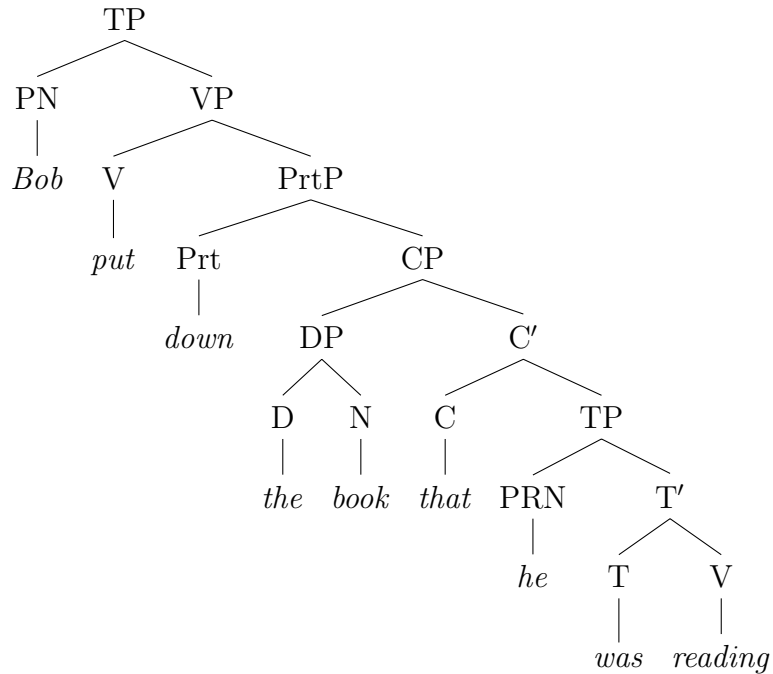 TP
PN VP
Bob V PrtP
put Prt CP
down DP C′
D N C TP
the book that PRN T′
he T V
was reading